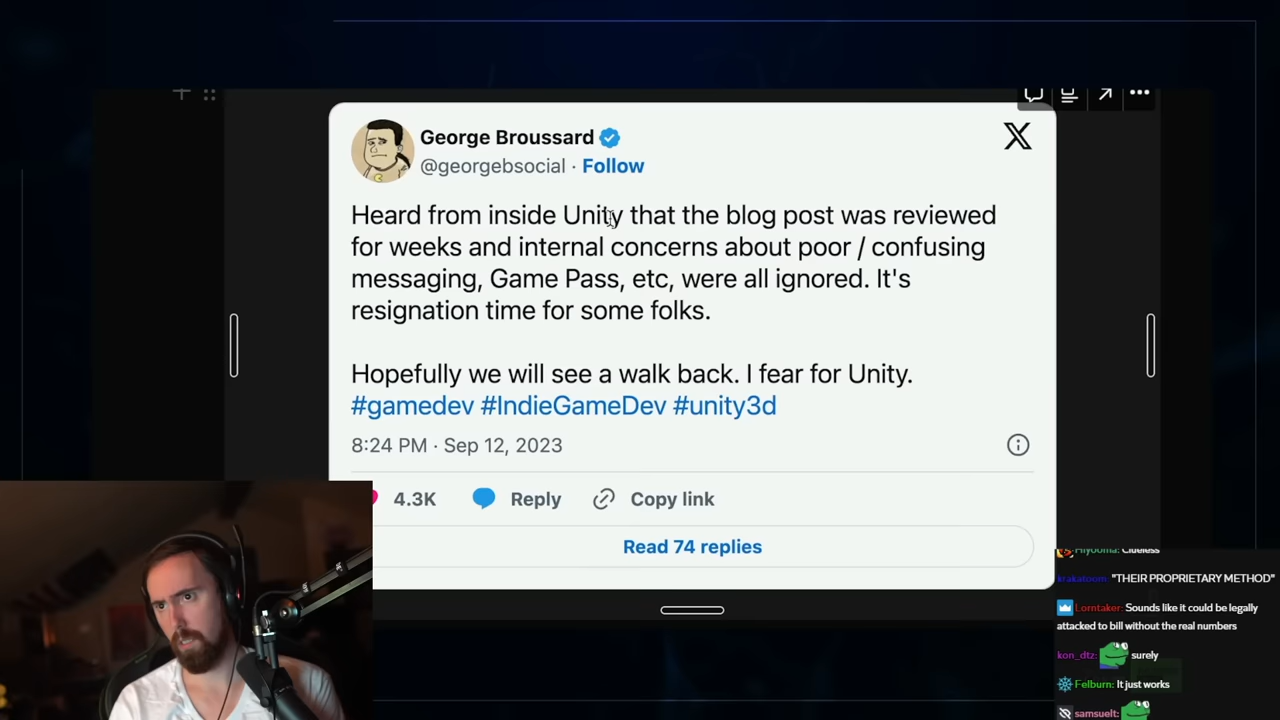 George Broussard
@georgebsocial · Follow
Heard from inside Unity that the blog post was reviewed
for weeks and internal concerns about poor / confusing
messaging, Game Pass, etc, were all ignored. It's
resignation time for some folks.
Hopefully we will see a walk back. I fear for Unity.
#gamedev #IndieGameDev #unity3d
8:24 PM · Sep 12, 2023
4.3K Reply Copy link
Read 74 replies
Hiyooma: Clueless
krakatoom: "THEIR PROPRIETARY METHOD"
Lorntaker: Sounds like it could be legally
attacked to bill without the real numbers
kon_dtz: surely
Felburn: It just works
samsuelt: